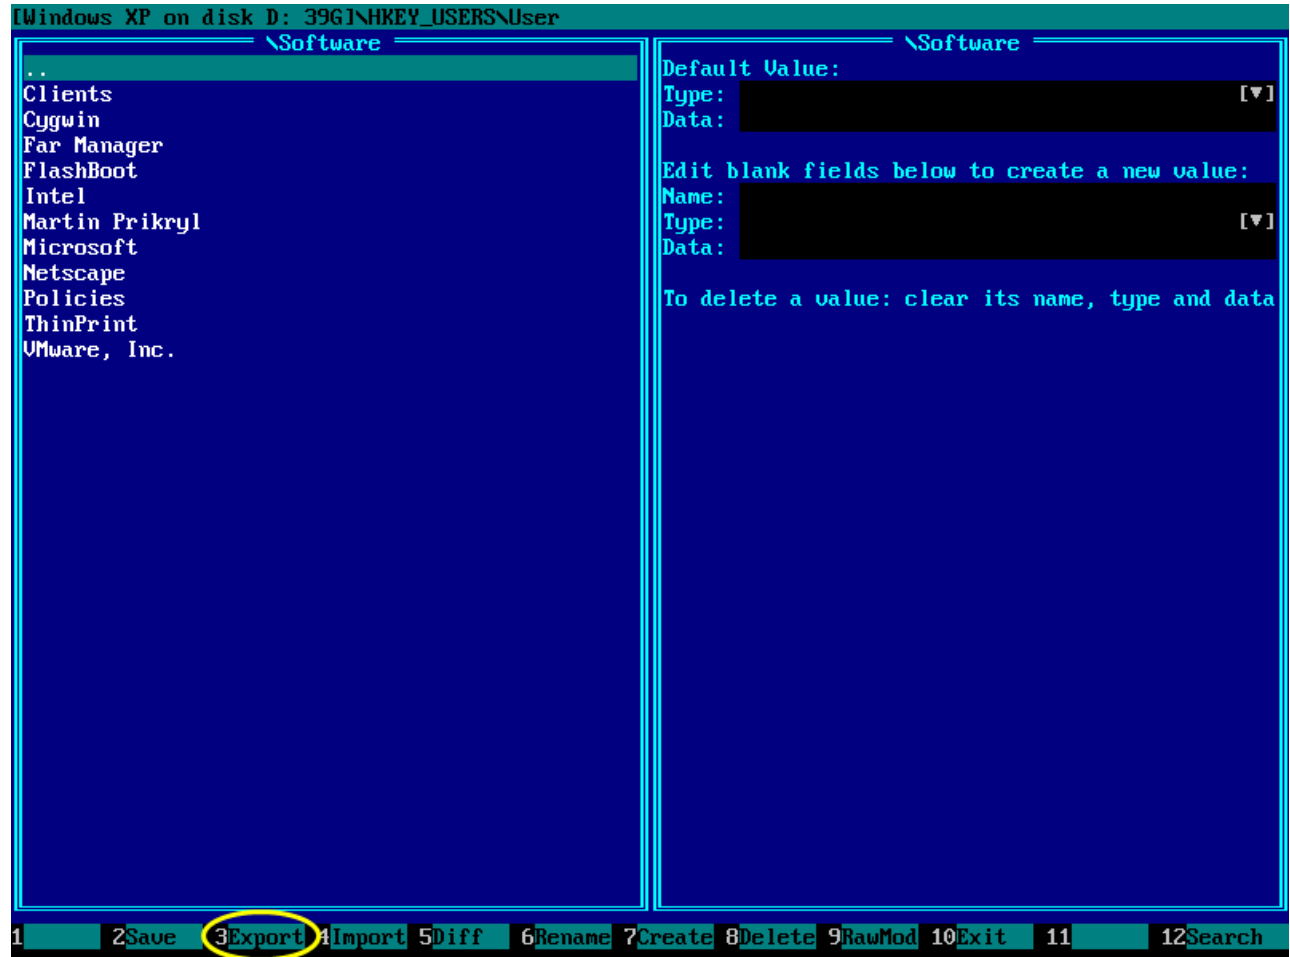 [Windows XP on disk D: 39G]\HKEY_USERS\User
\Software
..
Clients
Cygwin
Far Manager
FlashBoot
Intel
Martin Prikryl
Microsoft
Netscape
Policies
ThinPrint
VMware, Inc.
\Software
Default Value:
Type: [▼]
Data:
Edit blank fields below to create a new value:
Name:
Type: [▼]
Data:
To delete a value: clear its name, type and data
1 2Save 3Export 4Import 5Diff 6Rename 7Create 8Delete 9RawMod 10Exit 11 12Search